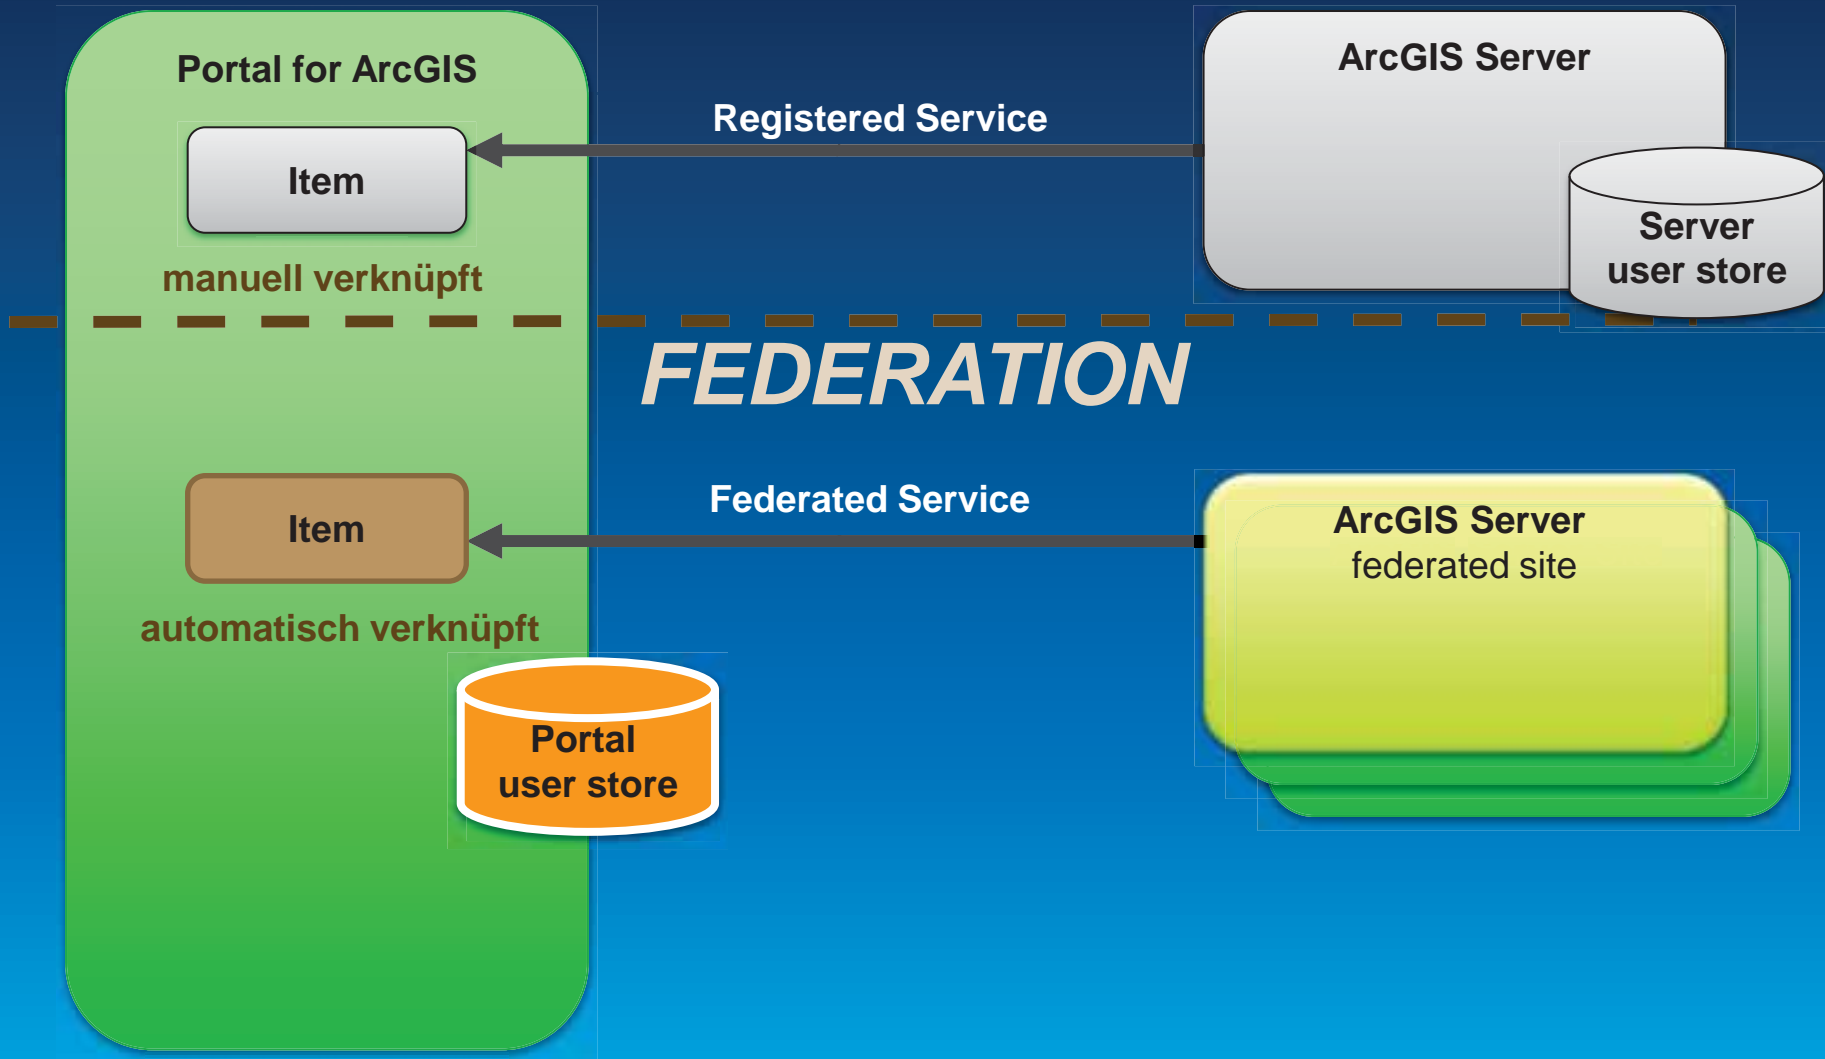 Portal for ArcGIS
ArcGIS Server
Registered Service
Item
Server
user store
manuell verknüpft
FEDERATION
Federated Service
Item
ArcGIS Server
federated site
automatisch verknüpft
Portal
user store